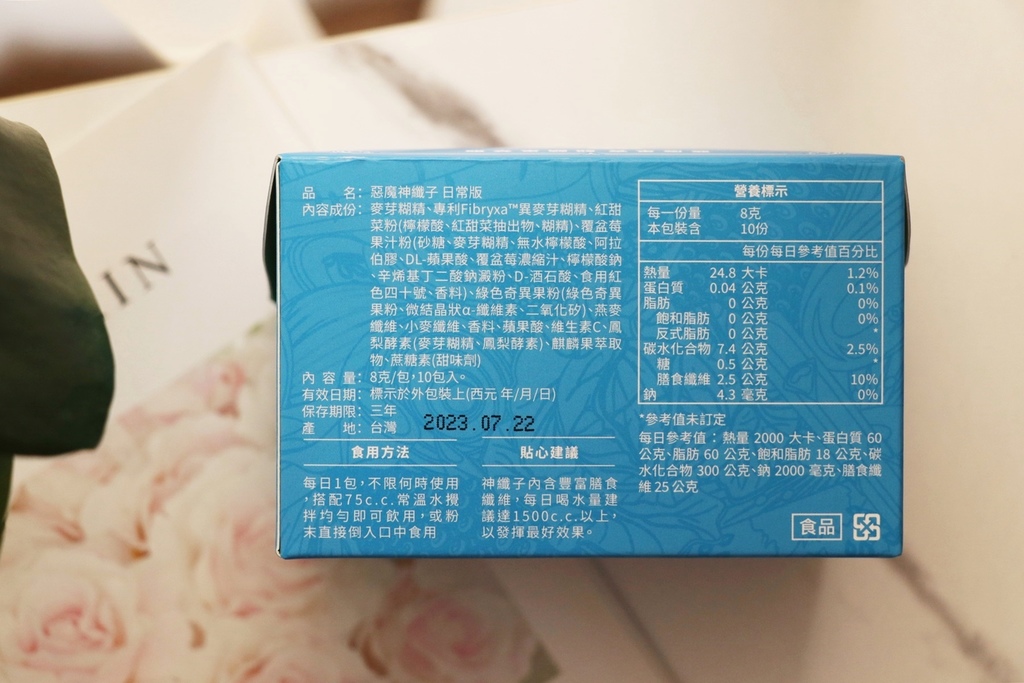 IN
品 名：惡魔神纖子 日常版
內容成份：麥芽糊精、專利Fibryxa™異麥芽糊精、紅甜
菜粉(檸檬酸、紅甜菜抽出物、糊精)、覆盆莓
果汁粉(砂糖、麥芽糊精、無水檸檬酸、阿拉
伯膠、DL-蘋果酸、覆盆莓濃縮汁、檸檬酸鈉
、辛烯基丁二酸鈉澱粉、D-酒石酸、食用紅
色四十號、香料)、綠色奇異果粉(綠色奇異
果粉、微結晶狀α-纖維素、二氧化矽)、燕麥
纖維、小麥纖維、香料、蘋果酸、維生素C、鳳
梨酵素(麥芽糊精、鳳梨酵素)、麒麟果萃取
物、蔗糖素(甜味劑)
內 容 量：8克/包，10包入。
有效日期：標示於外包裝上(西元 年/月/日)
保存期限：三年
產 地：台灣 2023.07.22
食用方法
每日1包，不限何時使用
，搭配75c.c.常溫水攪
拌均勻即可飲用，或粉
末直接倒入口中食用
貼心建議
神纖子內含豐富膳食
纖維，每日喝水量建
議達1500c.c.以上，
以發揮最好效果。
營養標示
每一份量 8克
本包裝含 10份
每份每日參考值百分比
熱量 24.8 大卡 1.2%
蛋白質 0.04 公克 0.1%
脂肪 0 公克 0%
飽和脂肪 0 公克 0%
反式脂肪 0 公克 *
碳水化合物 7.4 公克 2.5%
糖 0.5 公克 *
膳食纖維 2.5 公克 10%
鈉 4.3 毫克 0%
*參考值未訂定
每日參考值：熱量 2000 大卡、蛋白質 60
公克、脂肪 60 公克、飽和脂肪 18 公克、碳
水化合物 300 公克、鈉 2000 毫克、膳食纖
維 25 公克
食品